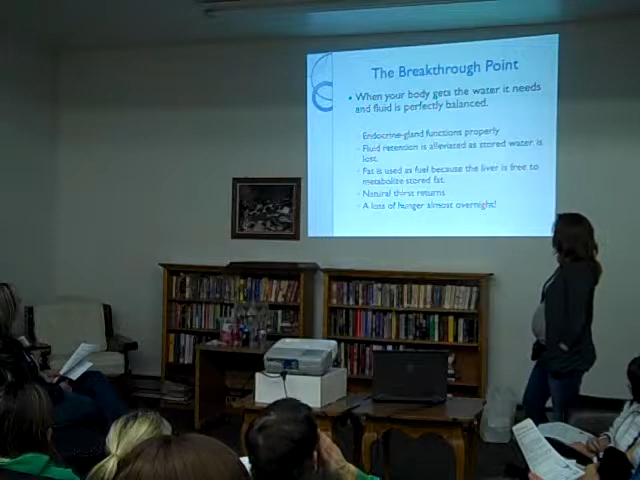 The Breakthrough Point
• When your body gets the water it needs
and fluid is perfectly balanced.
Endocrine-gland functions properly
Fluid retention is alleviated as stored water is
lost.
Fat is used as fuel because the liver is free to
metabolize stored fat.
Natural thirst returns
A loss of hunger almost overnight!